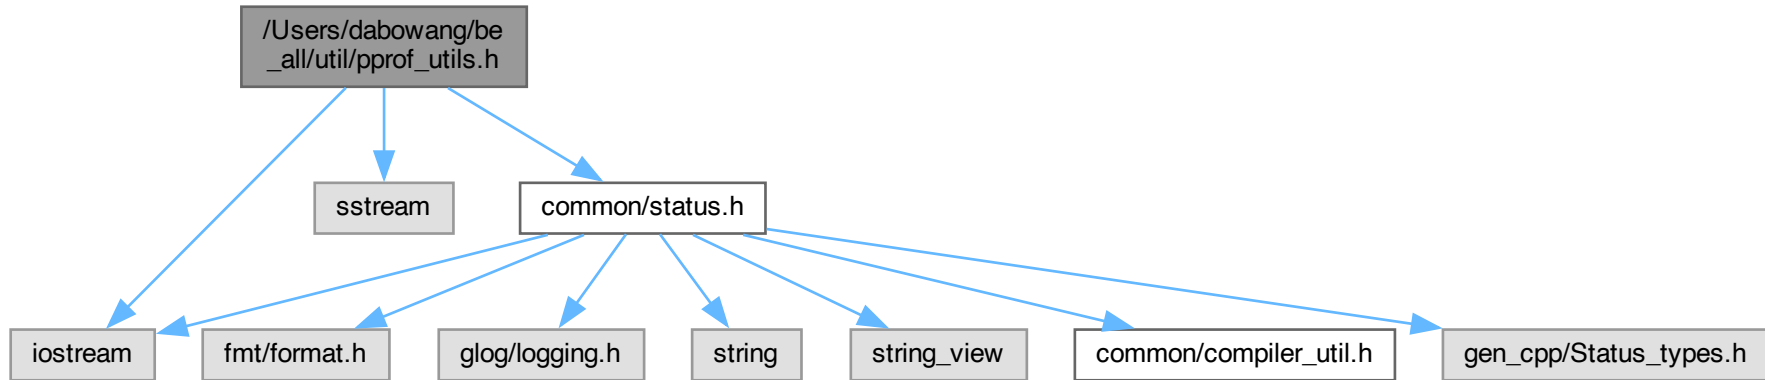 /Users/dabowang/be
_all/util/pprof_utils.h
sstream
common/status.h
iostream
fmt/format.h
glog/logging.h
string
string_view
common/compiler_util.h
gen_cpp/Status_types.h